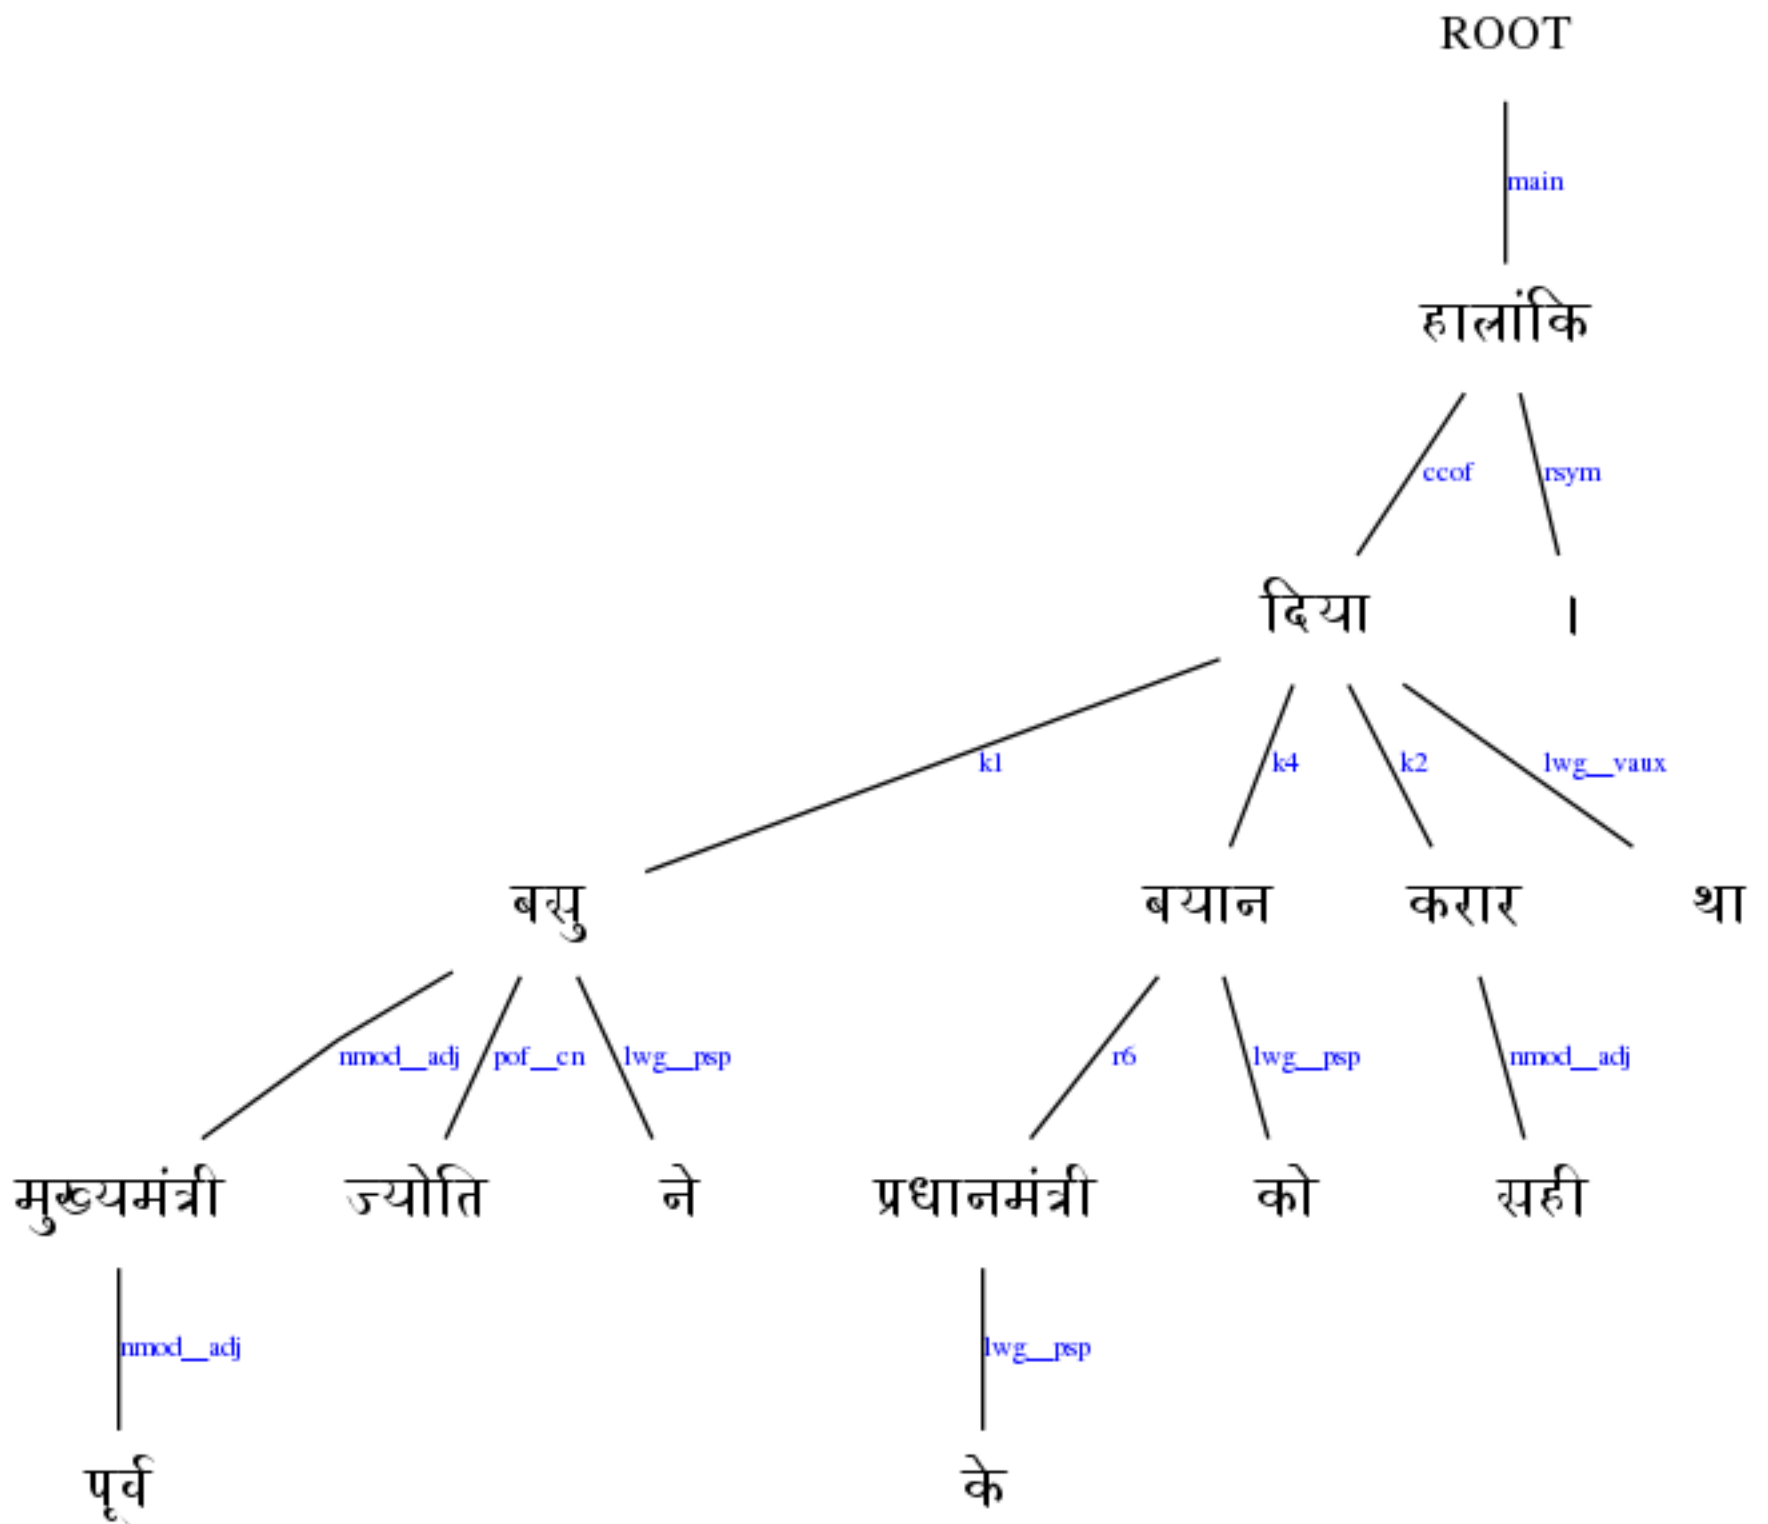 ROOT
main
हालांकि
ccof rsym
दिया ।
k1 k4 k2 lwg__vaux
बसु बयान करार था
nmod__adj pof__cn lwg__psp r6 lwg__psp nmod__adj
मुख्यमंत्री ज्योति ने प्रधानमंत्री को सही
nmod__adj lwg__psp
पूर्व के